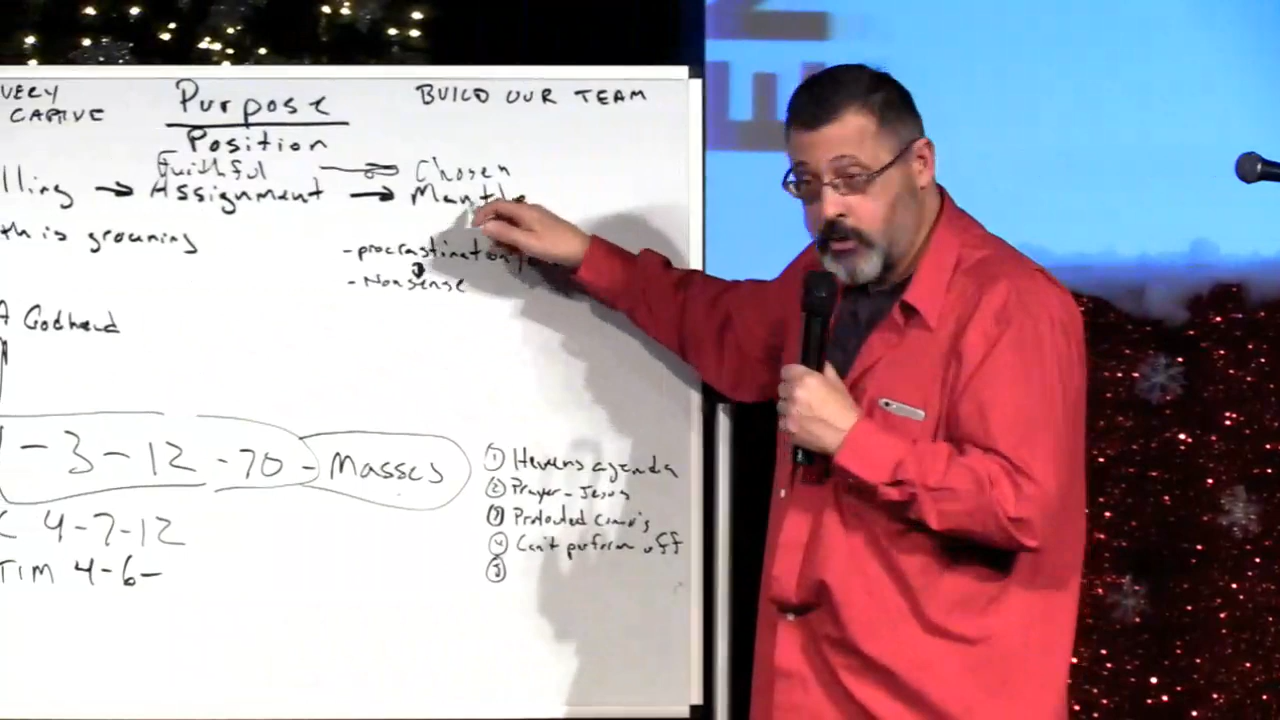 VERY Purpose BUILD OUR TEAM
CAPTIVE
Position
Faithful Chosen
lling → Assignment → Mantle
th is growing
- procrastination
- Nonsense
A Godhead
- 3 - 12 - 70 - Masses
① Heavens agenda
② Prayer - Jesus
③
④ Can't perform off
⑤
C 4-7-12
TIM 4-6-
EN